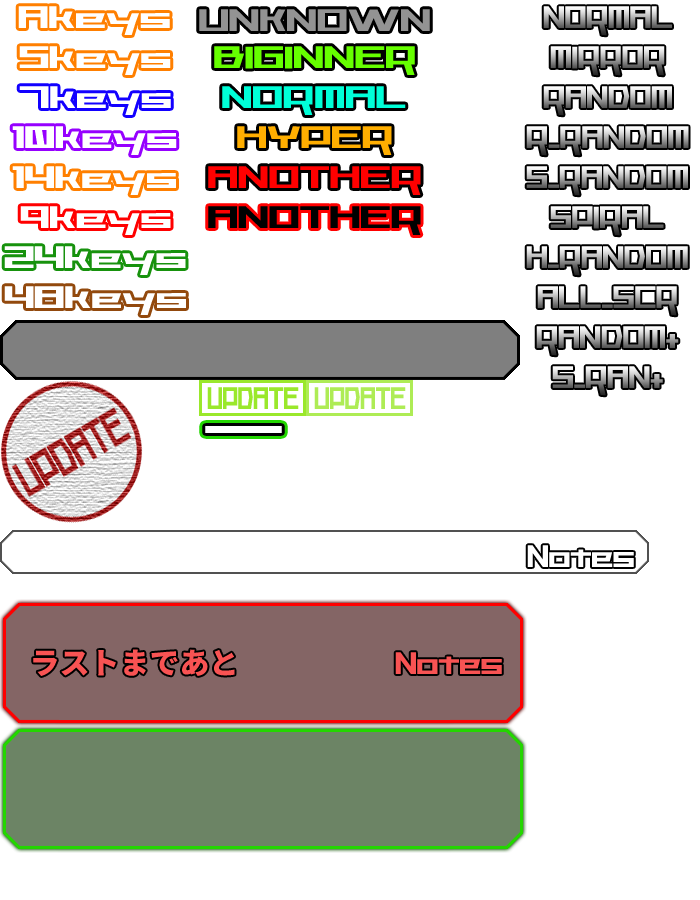 Akeys
5keys
7keys
10keys
14keys
9keys
24keys
48keys
UNKNOWN
BIGINNER
NORMAL
HYPER
ANOTHER
ANOTHER
NORMAL
MIRROR
RANDOM
R_RANDOM
S_RANDOM
SPIRAL
H_RANDOM
ALL_SCR
RANDOM+
S_RAN+
UPDATE
UPDATE UPDATE
Notes
ラストまであと Notes